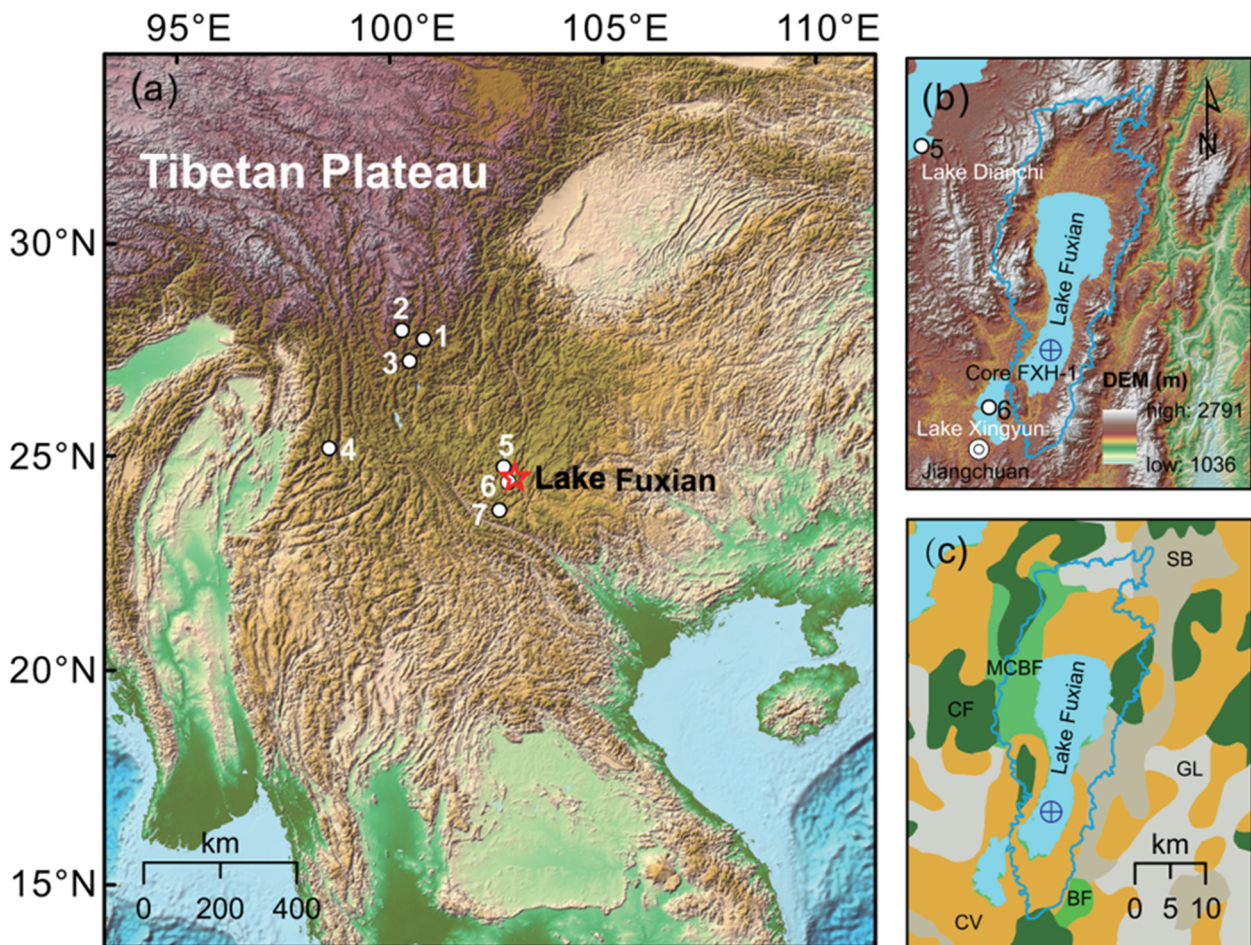 95°E 100°E 105°E 110°E
(a)
Tibetan Plateau
30°N
2
1
3
25°N
4
5
6
Lake Fuxian
7
20°N
km
15°N
0 200 400
(b)
N
5
Lake Dianchi
Lake Fuxian
Core FXH-1
DEM (m)
6
high: 2791
Lake Xingyun
Jiangchuan
low: 1036
(c)
SB
MCBF
Lake Fuxian
CF
GL
km
BF
0 5 10
CV